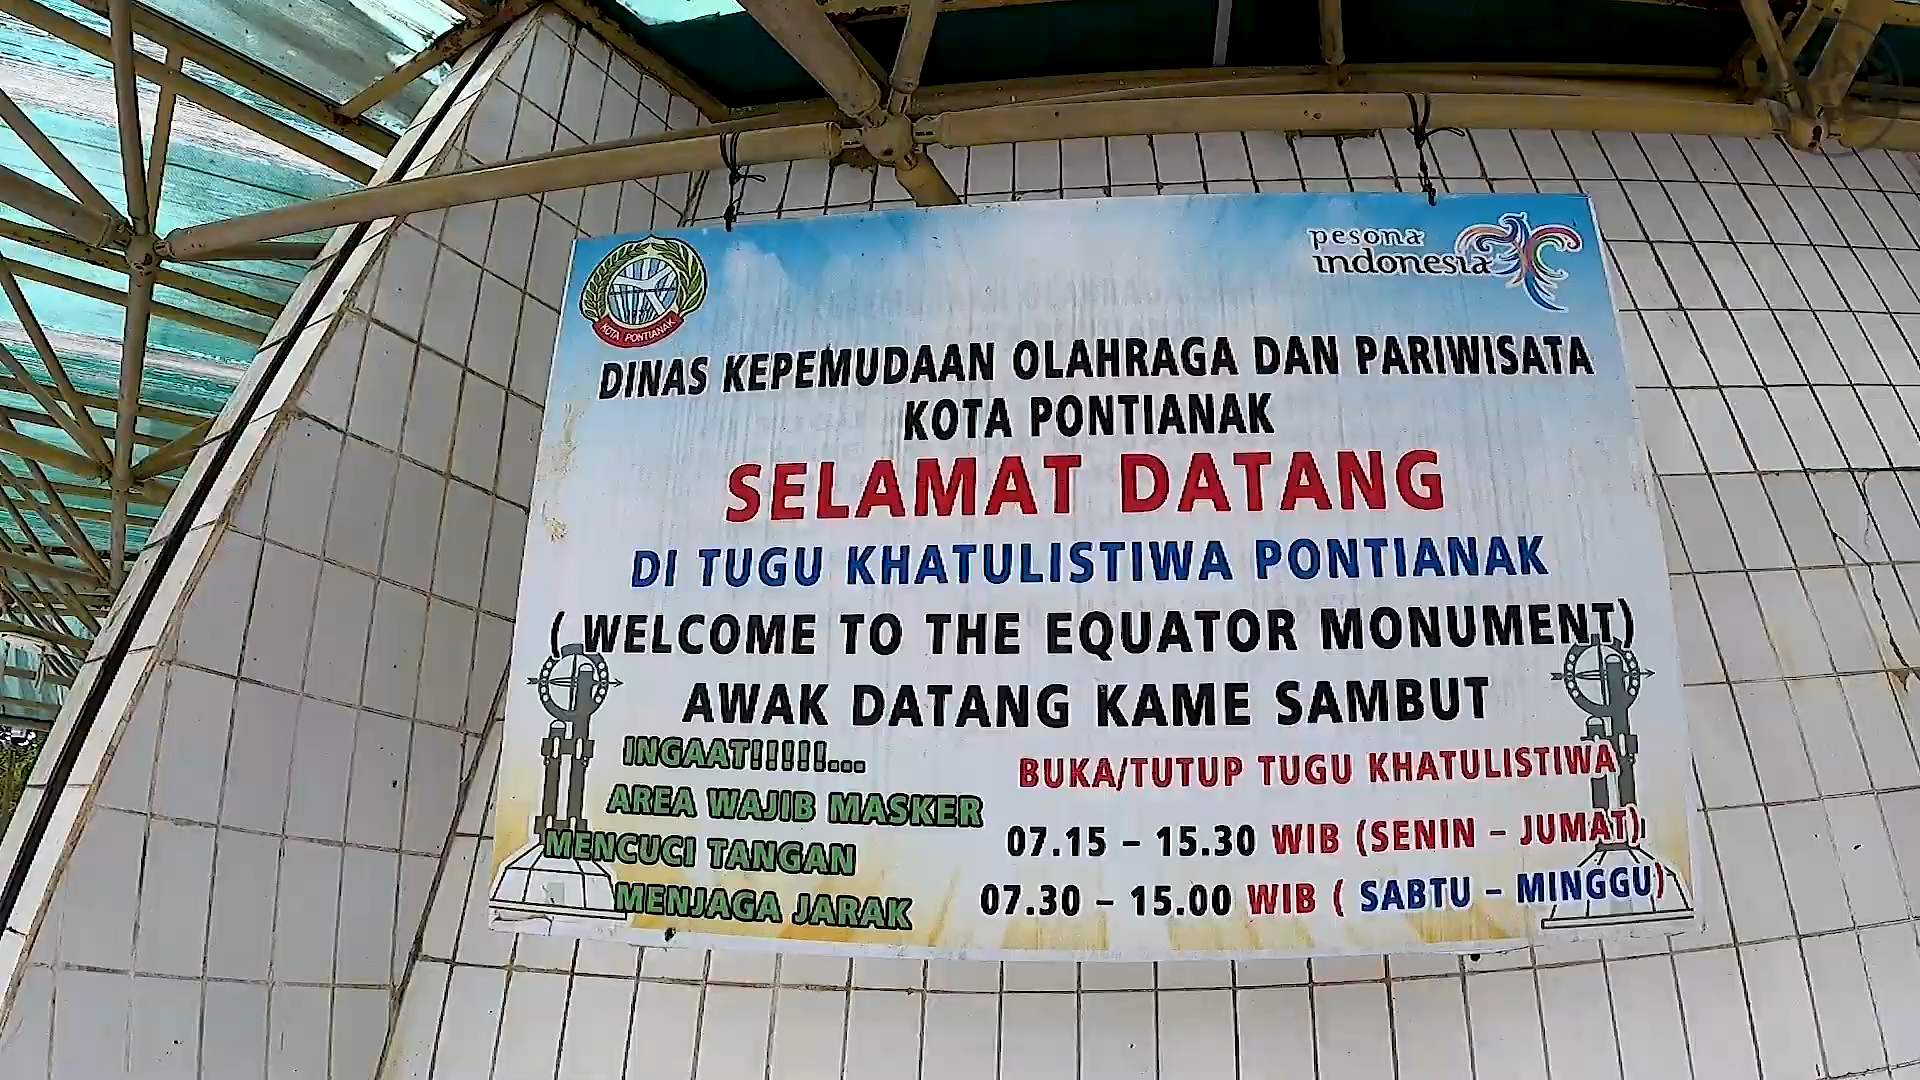 KOTA PONTIANAK
pesona
indonesia
DINAS KEPEMUDAAN OLAHRAGA DAN PARIWISATA
KOTA PONTIANAK
SELAMAT DATANG
DI TUGU KHATULISTIWA PONTIANAK
( WELCOME TO THE EQUATOR MONUMENT)
AWAK DATANG KAME SAMBUT
INGAAT!!!!!...
AREA WAJIB MASKER
MENCUCI TANGAN
MENJAGA JARAK
BUKA/TUTUP TUGU KHATULISTIWA
07.15 – 15.30 WIB (SENIN – JUMAT)
07.30 – 15.00 WIB ( SABTU – MINGGU)